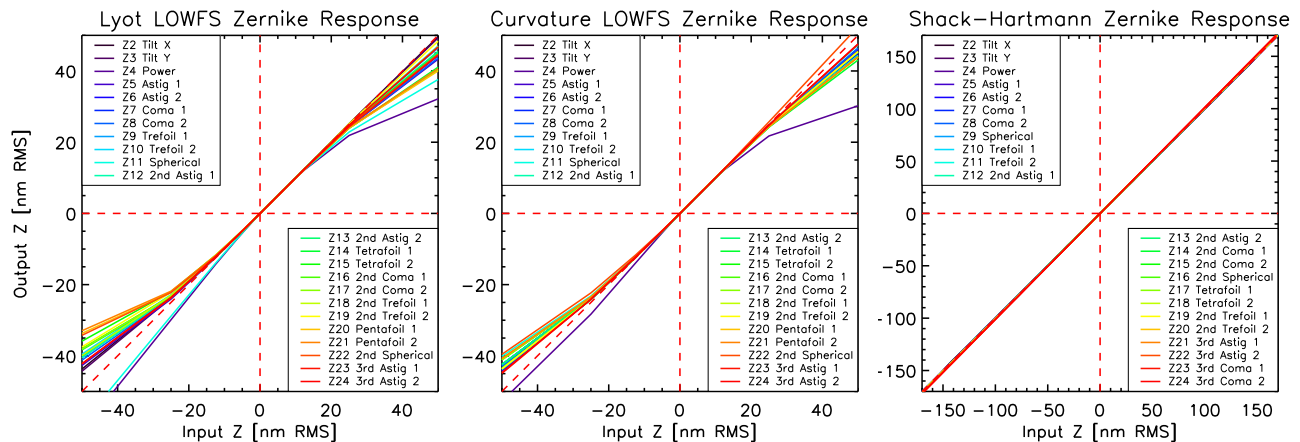 Lyot LOWFS Zernike Response
Z2 Tilt X
Z3 Tilt Y
Z4 Power
Z5 Astig 1
Z6 Astig 2
Z7 Coma 1
Z8 Coma 2
Z9 Trefoil 1
Z10 Trefoil 2
Z11 Spherical
Z12 2nd Astig 1
Z13 2nd Astig 2
Z14 Tetrafoil 1
Z15 Tetrafoil 2
Z16 2nd Coma 1
Z17 2nd Coma 2
Z18 2nd Trefoil 1
Z19 2nd Trefoil 2
Z20 Pentafoil 1
Z21 Pentafoil 2
Z22 2nd Spherical
Z23 3rd Astig 1
Z24 3rd Astig 2
Output Z [nm RMS]
40
20
0
-20
-40
-40 -20 0 20 40
Input Z [nm RMS]
Curvature LOWFS Zernike Response
Z2 Tilt X
Z3 Tilt Y
Z4 Power
Z5 Astig 1
Z6 Astig 2
Z7 Coma 1
Z8 Coma 2
Z9 Trefoil 1
Z10 Trefoil 2
Z11 Spherical
Z12 2nd Astig 1
Z13 2nd Astig 2
Z14 Tetrafoil 1
Z15 Tetrafoil 2
Z16 2nd Coma 1
Z17 2nd Coma 2
Z18 2nd Trefoil 1
Z19 2nd Trefoil 2
Z20 Pentafoil 1
Z21 Pentafoil 2
Z22 2nd Spherical
Z23 3rd Astig 1
Z24 3rd Astig 2
40
20
0
-20
-40
-40 -20 0 20 40
Input Z [nm RMS]
Shack-Hartmann Zernike Response
Z2 Tilt X
Z3 Tilt Y
Z4 Power
Z5 Astig 1
Z6 Astig 2
Z7 Coma 1
Z8 Coma 2
Z9 Spherical
Z10 Trefoil 1
Z11 Trefoil 2
Z12 2nd Astig 1
Z13 2nd Astig 2
Z14 2nd Coma 1
Z15 2nd Coma 2
Z16 2nd Spherical
Z17 Tetrafoil 1
Z18 Tetrafoil 2
Z19 2nd Trefoil 1
Z20 2nd Trefoil 2
Z21 3rd Astig 1
Z22 3rd Astig 2
Z23 3rd Coma 1
Z24 3rd Coma 2
150
100
50
0
-50
-100
-150
-150 -100 -50 0 50 100 150
Input Z [nm RMS]